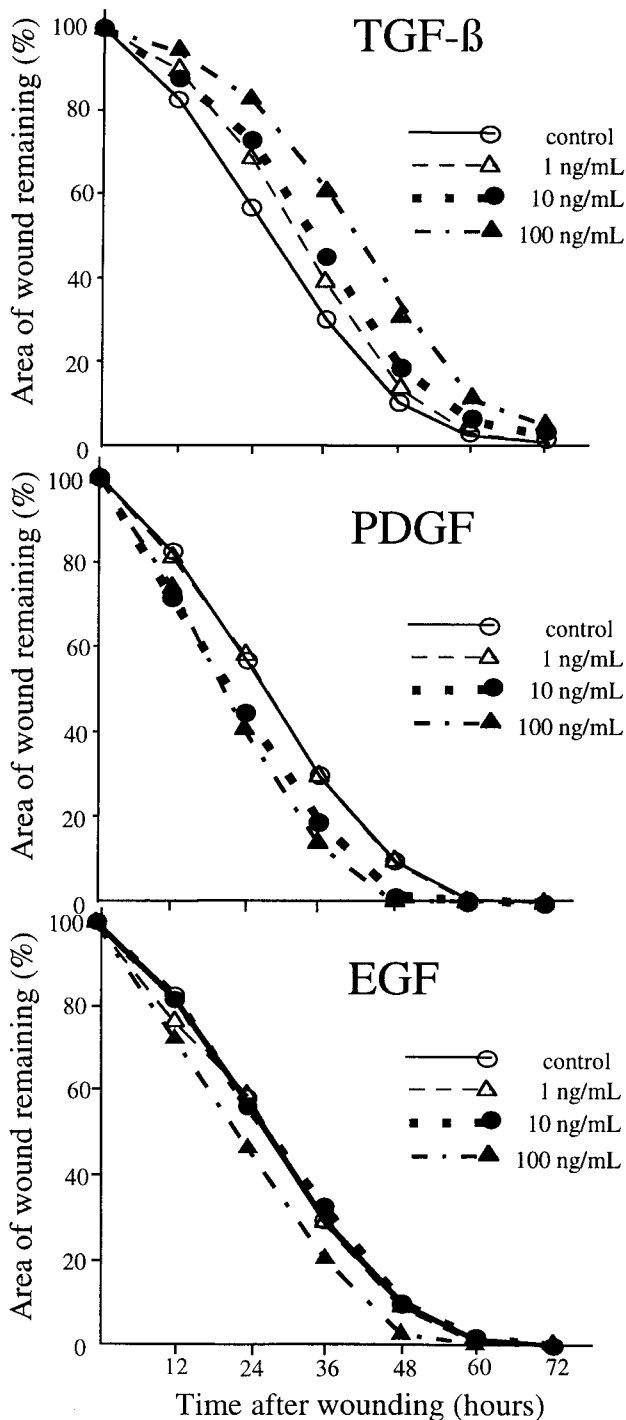 TGF-ß
Area of wound remaining (%)
100
80
60
40
20
0
control
1 ng/mL
10 ng/mL
100 ng/mL
PDGF
Area of wound remaining (%)
100
80
60
40
20
0
control
1 ng/mL
10 ng/mL
100 ng/mL
EGF
Area of wound remaining (%)
100
80
60
40
20
0
control
1 ng/mL
10 ng/mL
100 ng/mL
12 24 36 48 60 72
Time after wounding (hours)